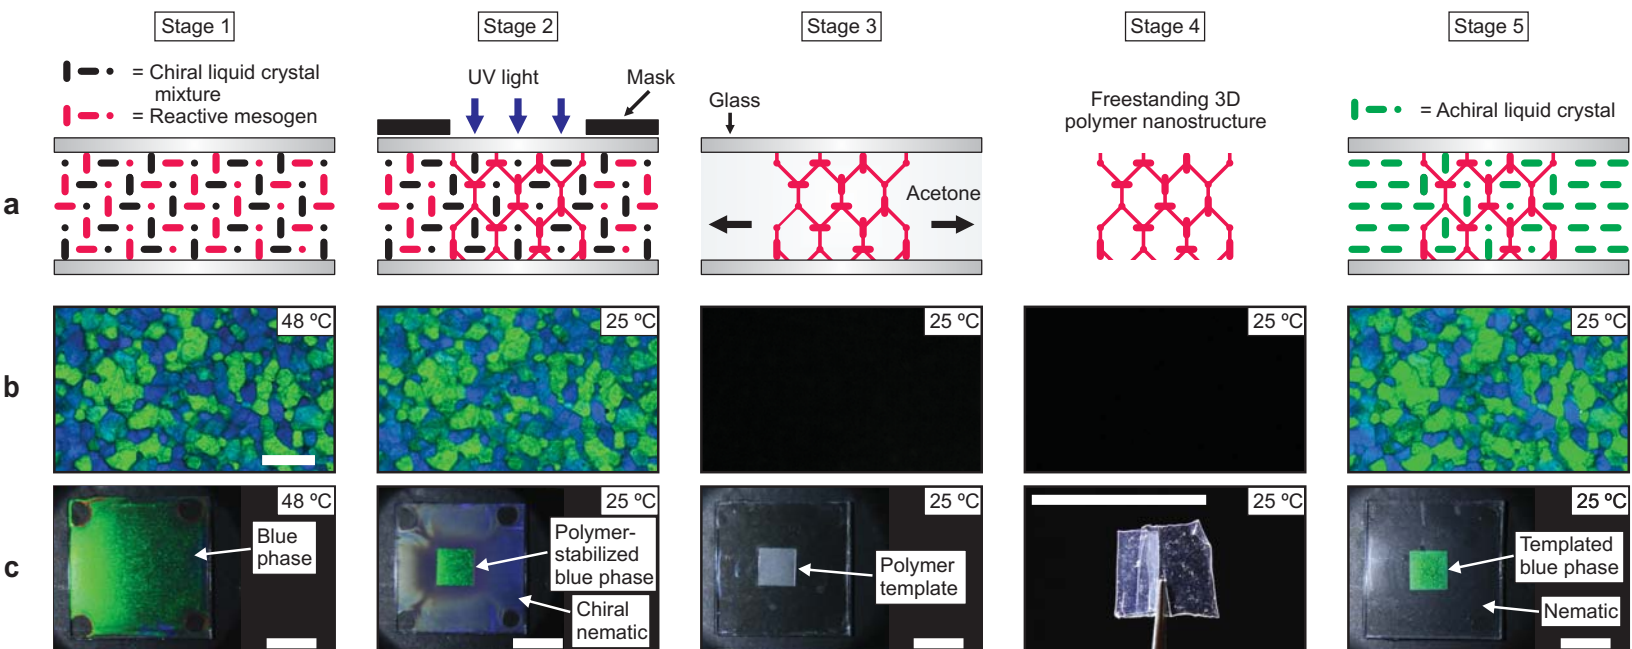 Stage 1
Stage 2
Stage 3
Stage 4
Stage 5
= Chiral liquid crystal
mixture
= Reactive mesogen
UV light
Mask
Glass
Acetone
Freestanding 3D
polymer nanostructure
= Achiral liquid crystal
a
b
48 ºC
25 ºC
25 ºC
25 ºC
25 ºC
c
48 ºC
Blue
phase
25 ºC
Polymer-
stabilized
blue phase
Chiral
nematic
25 ºC
Polymer
template
25 ºC
25 ºC
Templated
blue phase
Nematic